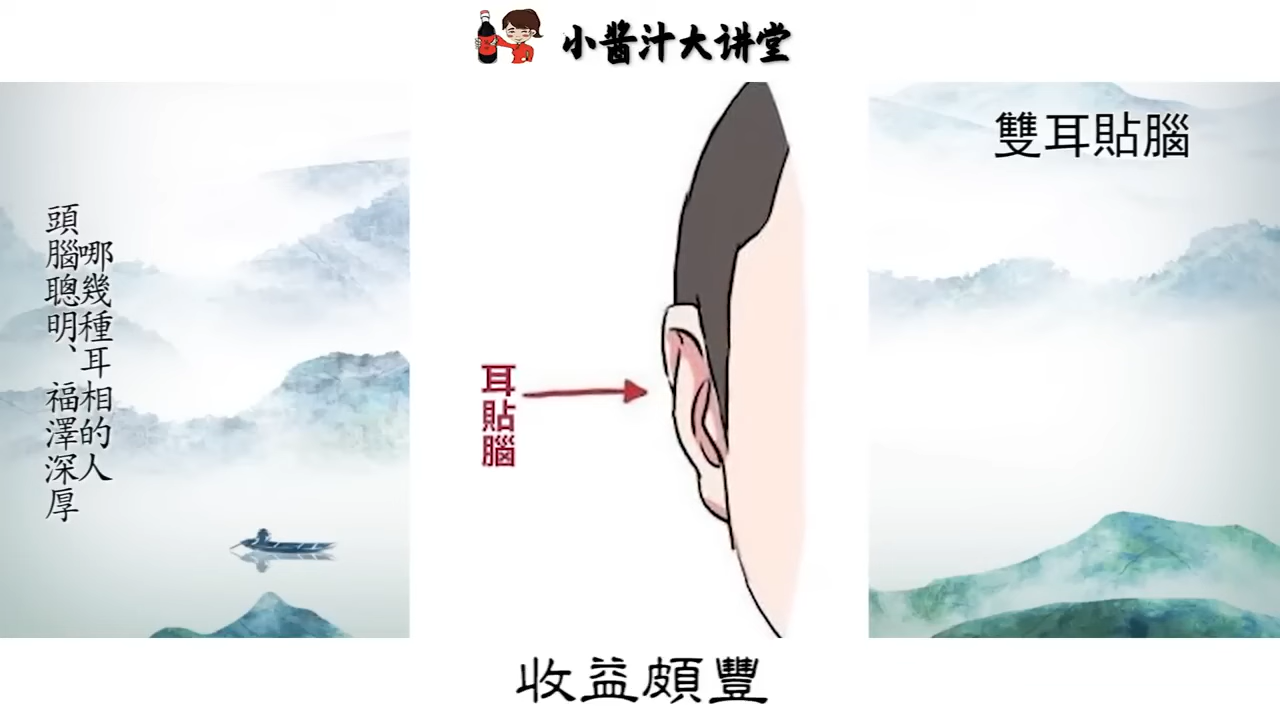 小酱汁大讲堂
雙耳貼腦
哪幾種耳相的人
頭腦聰明、福澤深厚
耳貼腦
收益頗豐